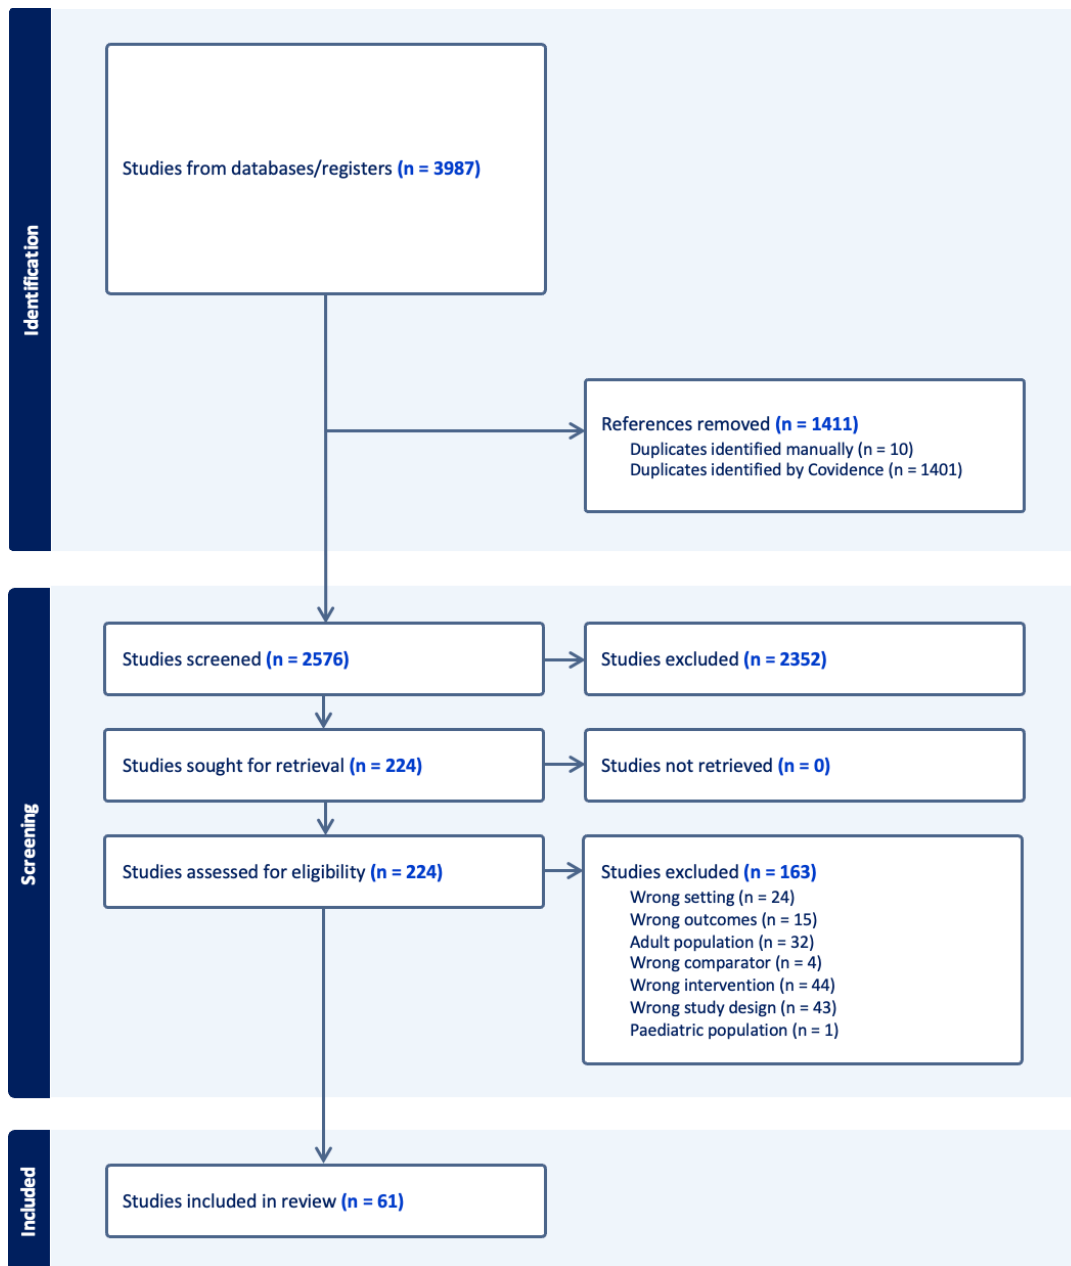 Identification
Studies from databases/registers (n = 3987)
References removed (n = 1411)
Duplicates identified manually (n = 10)
Duplicates identified by Covidence (n = 1401)
Screening
Studies screened (n = 2576)
Studies excluded (n = 2352)
Studies sought for retrieval (n = 224)
Studies not retrieved (n = 0)
Studies assessed for eligibility (n = 224)
Studies excluded (n = 163)
Wrong setting (n = 24)
Wrong outcomes (n = 15)
Adult population (n = 32)
Wrong comparator (n = 4)
Wrong intervention (n = 44)
Wrong study design (n = 43)
Paediatric population (n = 1)
Included
Studies included in review (n = 61)